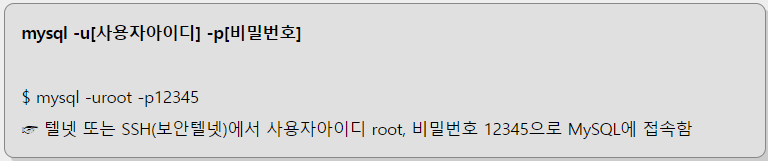 mysql -u[사용자아이디] -p[비밀번호]
$ mysql -uroot -p12345
☞ 텔넷 또는 SSH(보안텔넷)에서 사용자아이디 root, 비밀번호 12345으로 MySQL에 접속함